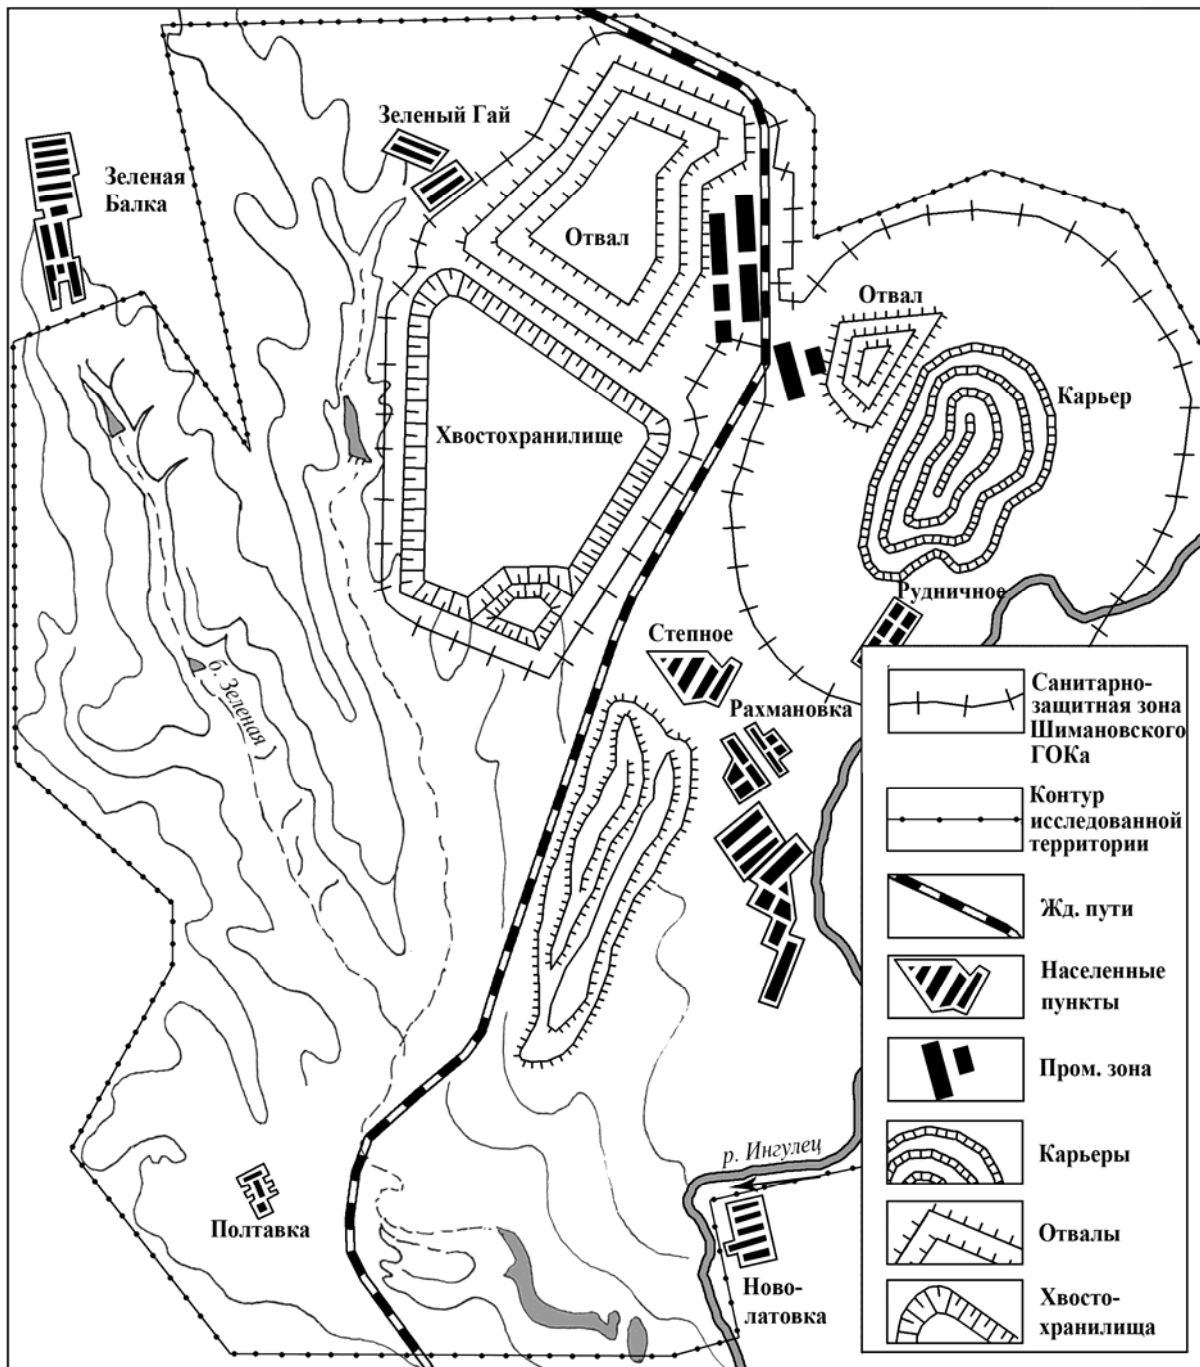 Зеленый Гай
Зеленая
Балка
Отвал
Отвал
Карьер
Хвостохранилище
Рудничное
Степное
Рахмановка
б. Зеленая
р. Ингулец
Полтавка
Ново-
латовка
Санитарно-
защитная зона
Шимановского
ГОКа
Контур
исследованной
территории
Жд. пути
Населенные
пункты
Пром. зона
Карьеры
Отвалы
Хвосто-
хранилища